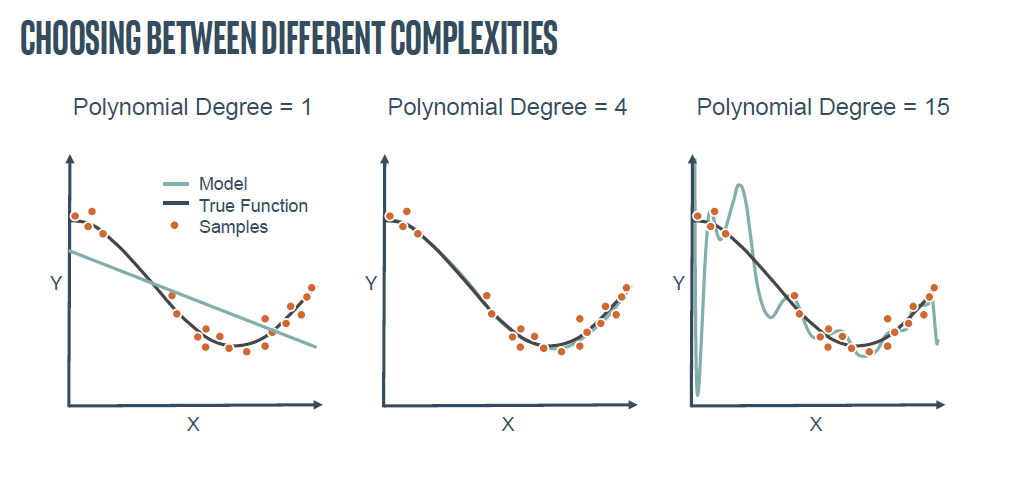 CHOOSING BETWEEN DIFFERENT COMPLEXITIES
Polynomial Degree = 1
Polynomial Degree = 4
Polynomial Degree = 15
Model
True Function
Samples
Y
Y
Y
X
X
X